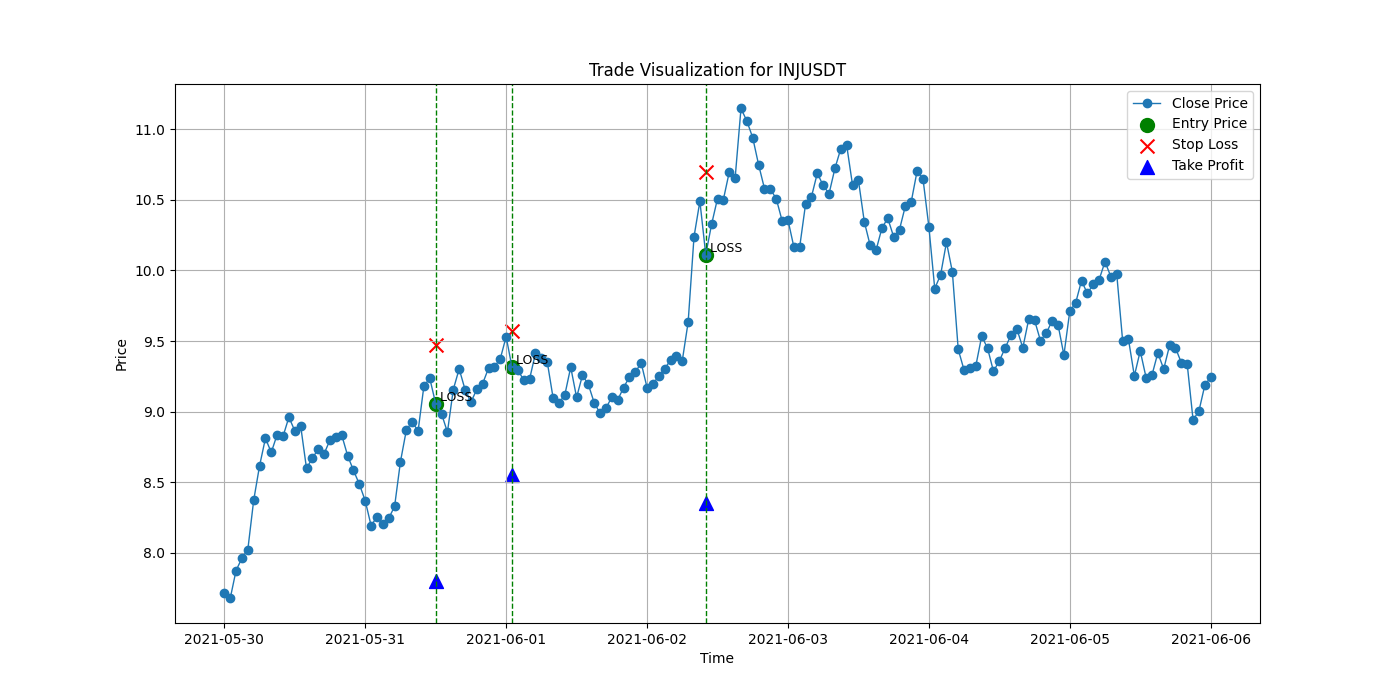 Trade Visualization for INJUSDT
Close Price
Entry Price
Stop Loss
Take Profit
11.0
10.5
10.0
9.5
9.0
8.5
8.0
Price
LOSS
LOSS
LOSS
2021-05-30 2021-05-31 2021-06-01 2021-06-02 2021-06-03 2021-06-04 2021-06-05 2021-06-06
Time